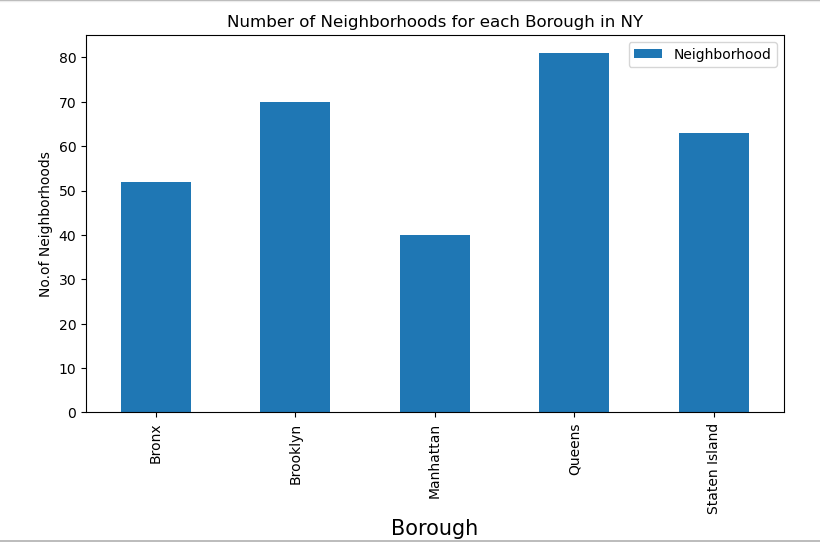 Number of Neighborhoods for each Borough in NY
Neighborhood
80
70
60
50
40
30
20
10
0
No.of Neighborhoods
Bronx
Brooklyn
Manhattan
Queens
Staten Island
Borough